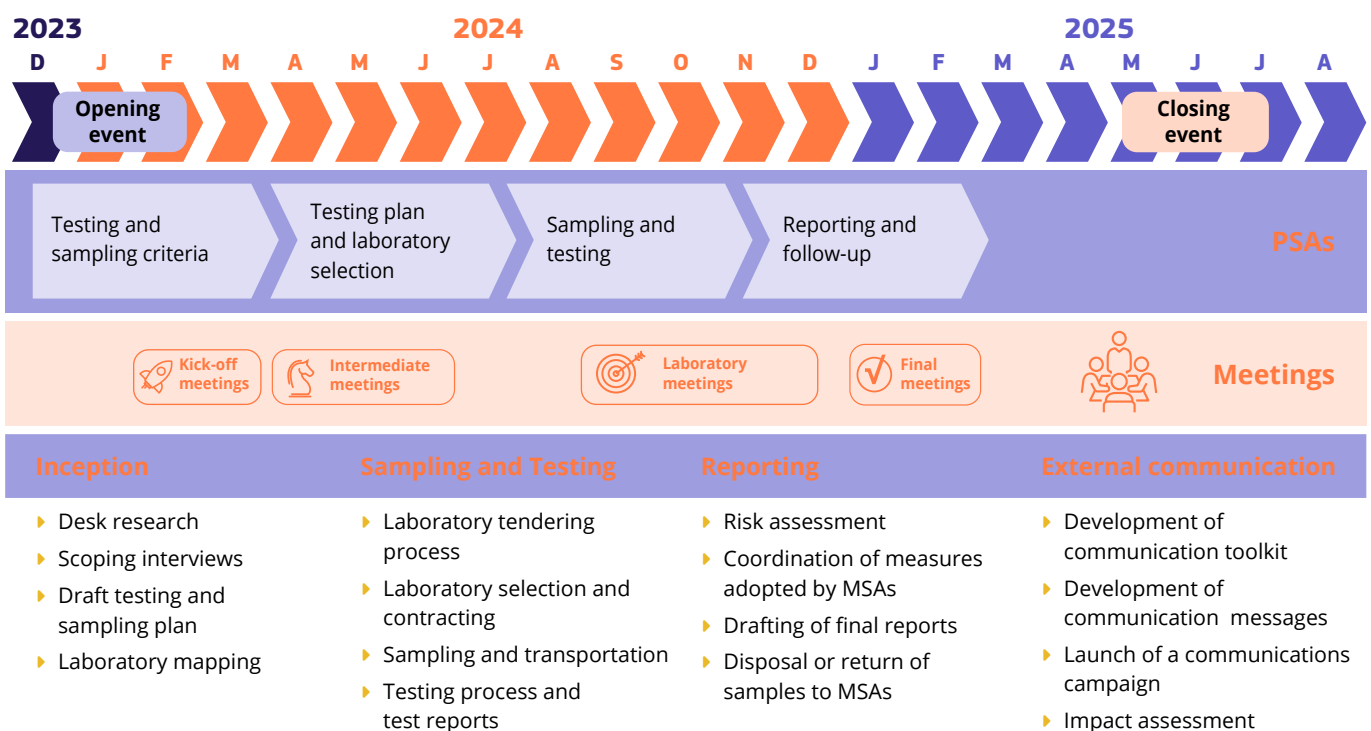 2023
2024
2025
D J F M A M J J A S O N D J F M A M J J A
Opening
event
Closing
event
Testing and
sampling criteria
Testing plan
and laboratory
selection
Sampling and
testing
Reporting and
follow-up
PSAs
Kick-off
meetings
Intermediate
meetings
Laboratory
meetings
Final
meetings
Meetings
Inception
Desk research
Scoping interviews
Draft testing and
sampling plan
Laboratory mapping
Sampling and Testing
Laboratory tendering
process
Laboratory selection and
contracting
Sampling and transportation
Testing process and
test reports
Reporting
Risk assessment
Coordination of measures
adopted by MSAs
Drafting of final reports
Disposal or return of
samples to MSAs
External communication
Development of
communication toolkit
Development of
communication messages
Launch of a communications
campaign
Impact assessment